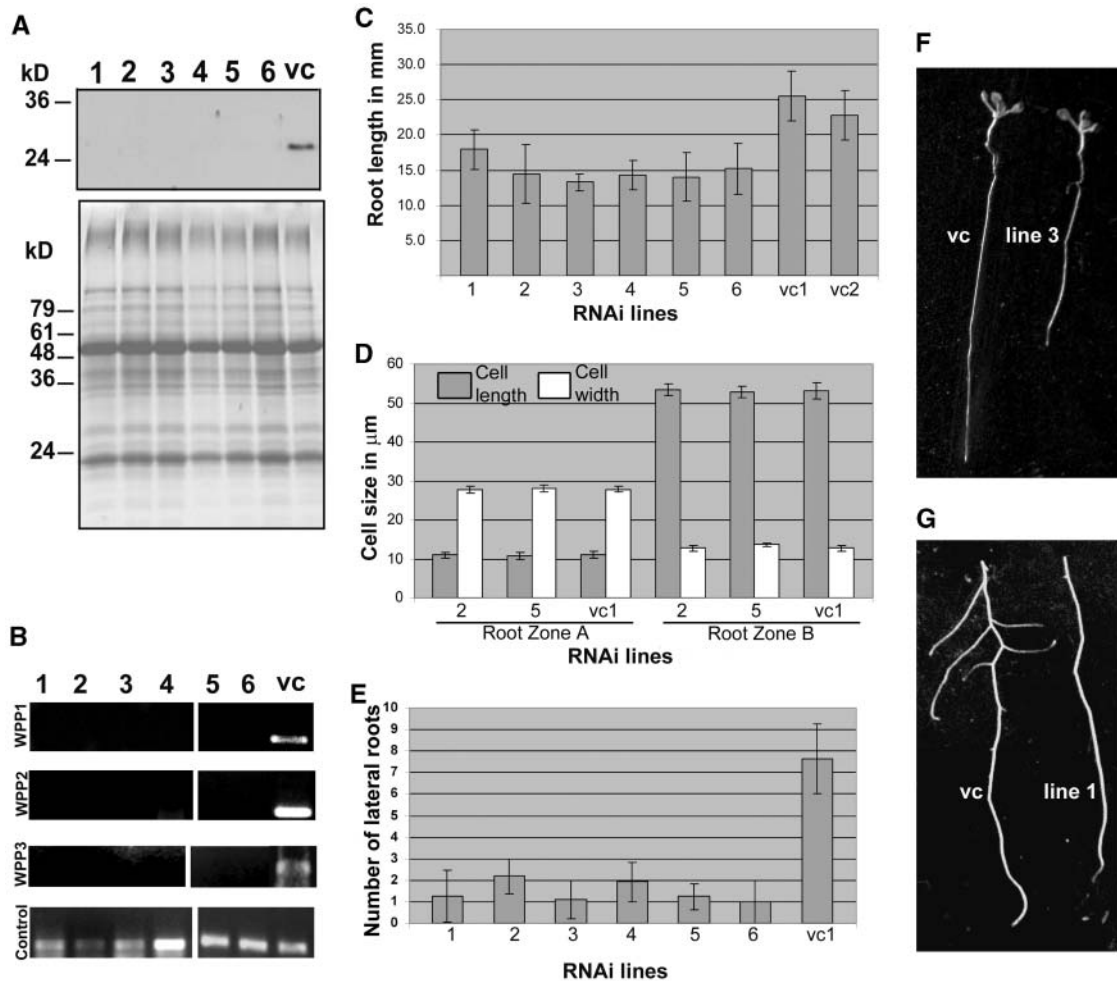 A
kD 1 2 3 4 5 6 vc
36
24
kD
79
61
48
36
24
B
1 2 3 4 5 6 vc
WPP1
WPP2
WPP3
Control
C
Root length in mm
35.0
30.0
25.0
20.0
15.0
10.0
5.0
1 2 3 4 5 6 vc1 vc2
RNAi lines
D
Cell size in µm
60
50
40
30
20
10
0
Cell length
Cell width
2 5 vc1 2 5 vc1
Root Zone A Root Zone B
RNAi lines
E
Number of lateral roots
10
9
8
7
6
5
4
3
2
1
0
1 2 3 4 5 6 vc1
RNAi lines
F
vc line 3
G
vc line 1